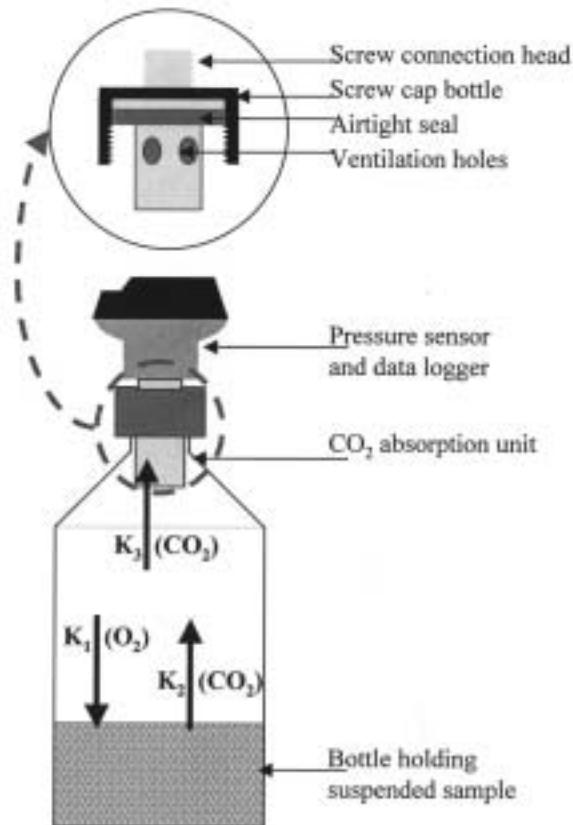 Screw connection head
Screw cap bottle
Airtight seal
Ventilation holes
Pressure sensor
and data logger
CO₂ absorption unit
K₃ (CO₂)
K₁ (O₂)
K₂ (CO₂)
Bottle holding
suspended sample